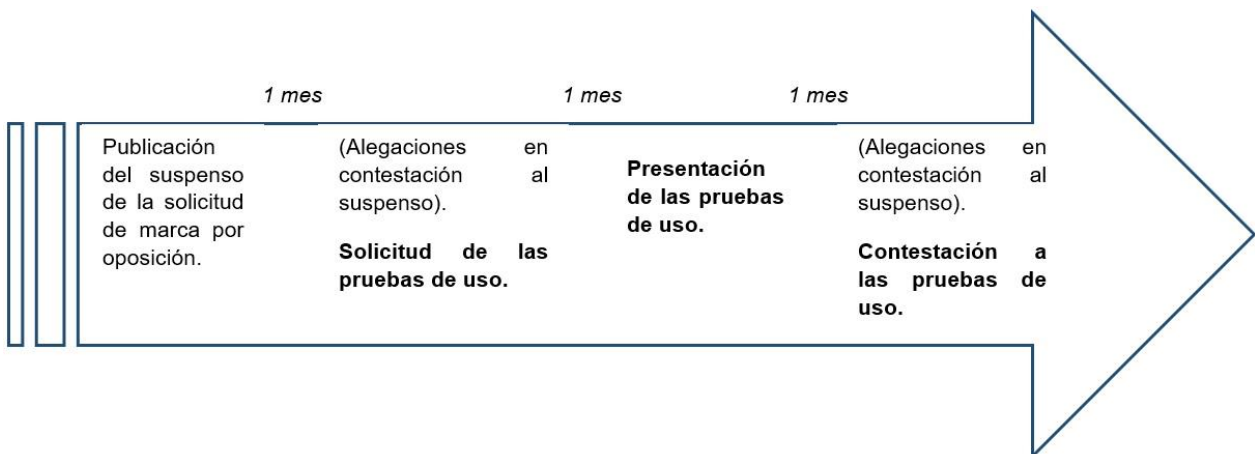 1 mes
1 mes
1 mes
Publicación
del suspenso
de la solicitud
de marca por
oposición.
(Alegaciones en
contestación al
suspenso).
Solicitud de las
pruebas de uso.
Presentación
de las pruebas
de uso.
(Alegaciones en
contestación al
suspenso).
Contestación a
las pruebas de
uso.